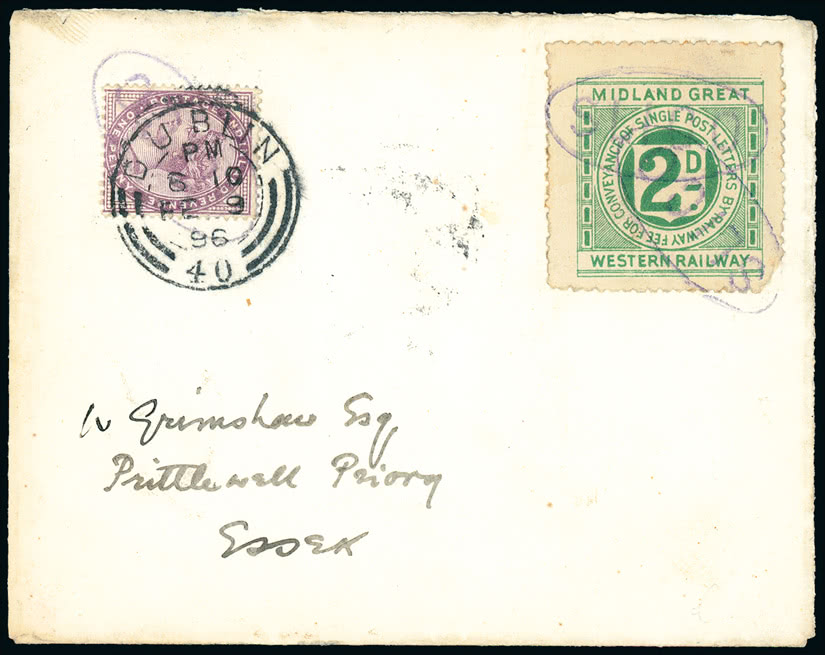 DUBLIN
PM
6 10
FE 9
96
40
MIDLAND GREAT
FEE FOR CONVEYANCE OF SINGLE POST LETTERS BY RAILWAY
2D
WESTERN RAILWAY
W Grimshaw Esq
Prittlewell Priory
Essex